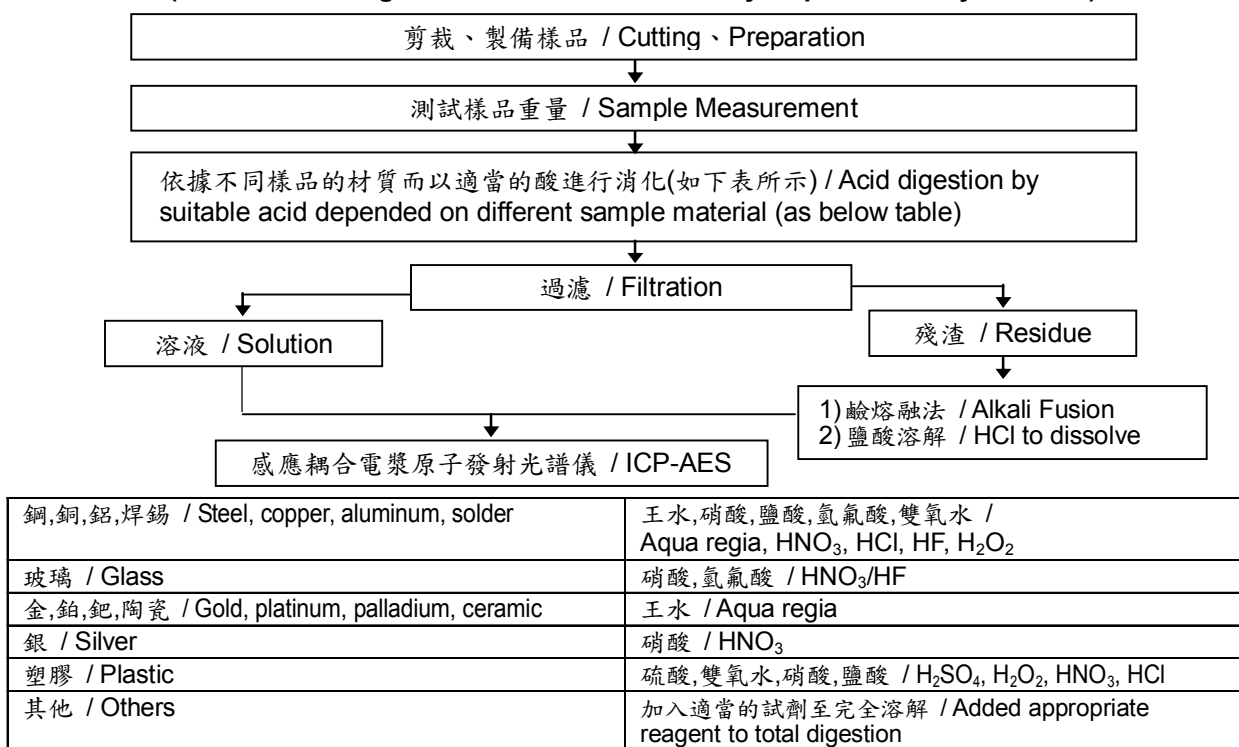 剪裁、製備樣品 / Cutting、Preparation
測試樣品重量 / Sample Measurement
依據不同樣品的材質而以適當的酸進行消化(如下表所示) / Acid digestion by
suitable acid depended on different sample material (as below table)
過濾 / Filtration
溶液 / Solution
殘渣 / Residue
1) 鹼熔融法 / Alkali Fusion
2) 鹽酸溶解 / HCl to dissolve
感應耦合電漿原子發射光譜儀 / ICP-AES
鋼,銅,鋁,焊錫 / Steel, copper, aluminum, solder
王水,硝酸,鹽酸,氫氟酸,雙氧水 /
Aqua regia, HNO₃, HCl, HF, H₂O₂
玻璃 / Glass
硝酸,氫氟酸 / HNO₃/HF
金,鉑,鈀,陶瓷 / Gold, platinum, palladium, ceramic
王水 / Aqua regia
銀 / Silver
硝酸 / HNO₃
塑膠 / Plastic
硫酸,雙氧水,硝酸,鹽酸 / H₂SO₄, H₂O₂, HNO₃, HCl
其他 / Others
加入適當的試劑至完全溶解 / Added appropriate
reagent to total digestion